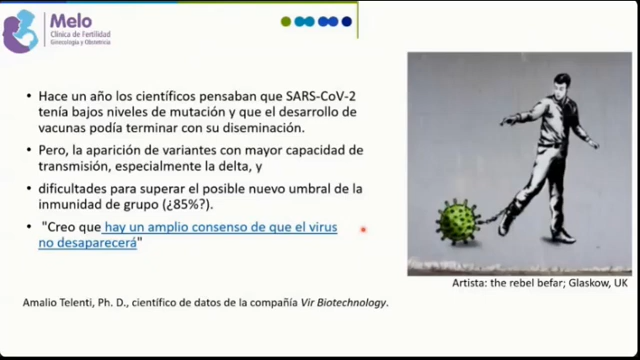 Melo
Clínica de Fertilidad
Ginecología y Obstetricia
• Hace un año los científicos pensaban que SARS-CoV-2
tenía bajos niveles de mutación y que el desarrollo de
vacunas podía terminar con su diseminación.
• Pero, la aparición de variantes con mayor capacidad de
transmisión, especialmente la delta, y
• dificultades para superar el posible nuevo umbral de la
inmunidad de grupo (¿85%?).
• "Creo que hay un amplio consenso de que el virus
no desaparecerá"
Artista: the rebel befar; Glaskow, UK
Amalio Telenti, Ph. D., científico de datos de la compañía Vir Biotechnology.